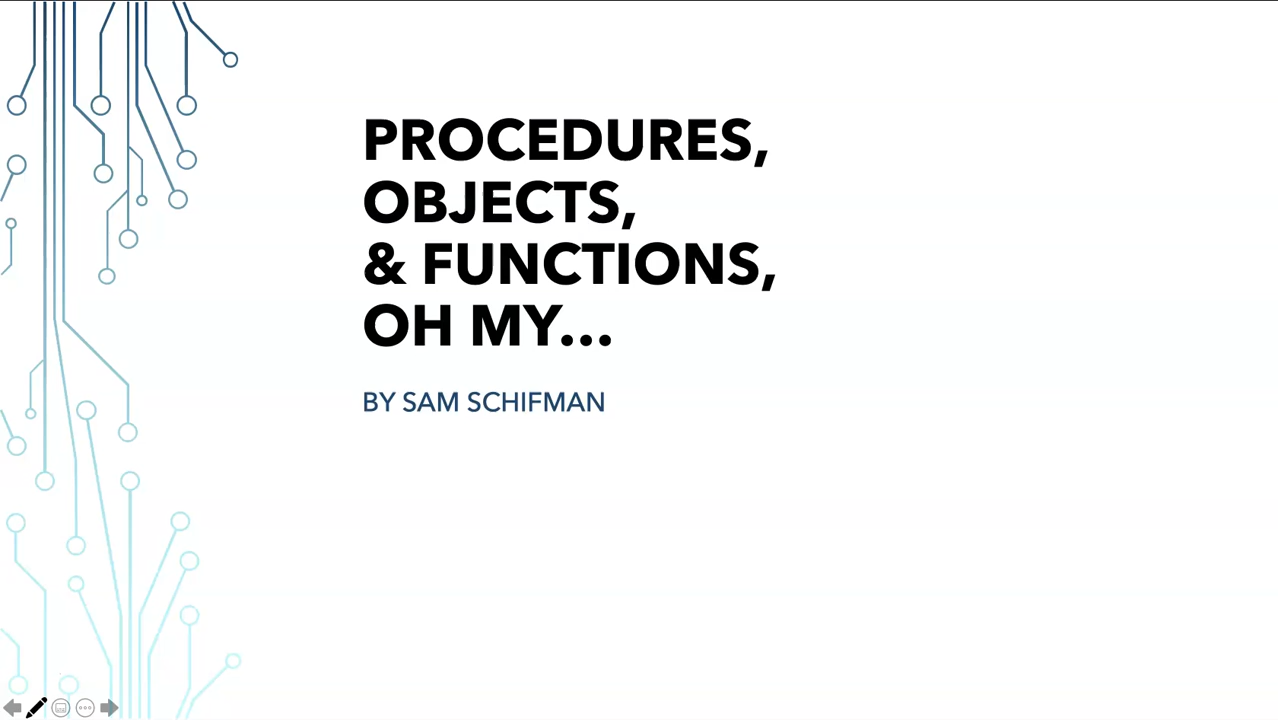 PROCEDURES,
OBJECTS,
& FUNCTIONS,
OH MY...
BY SAM SCHIFMAN